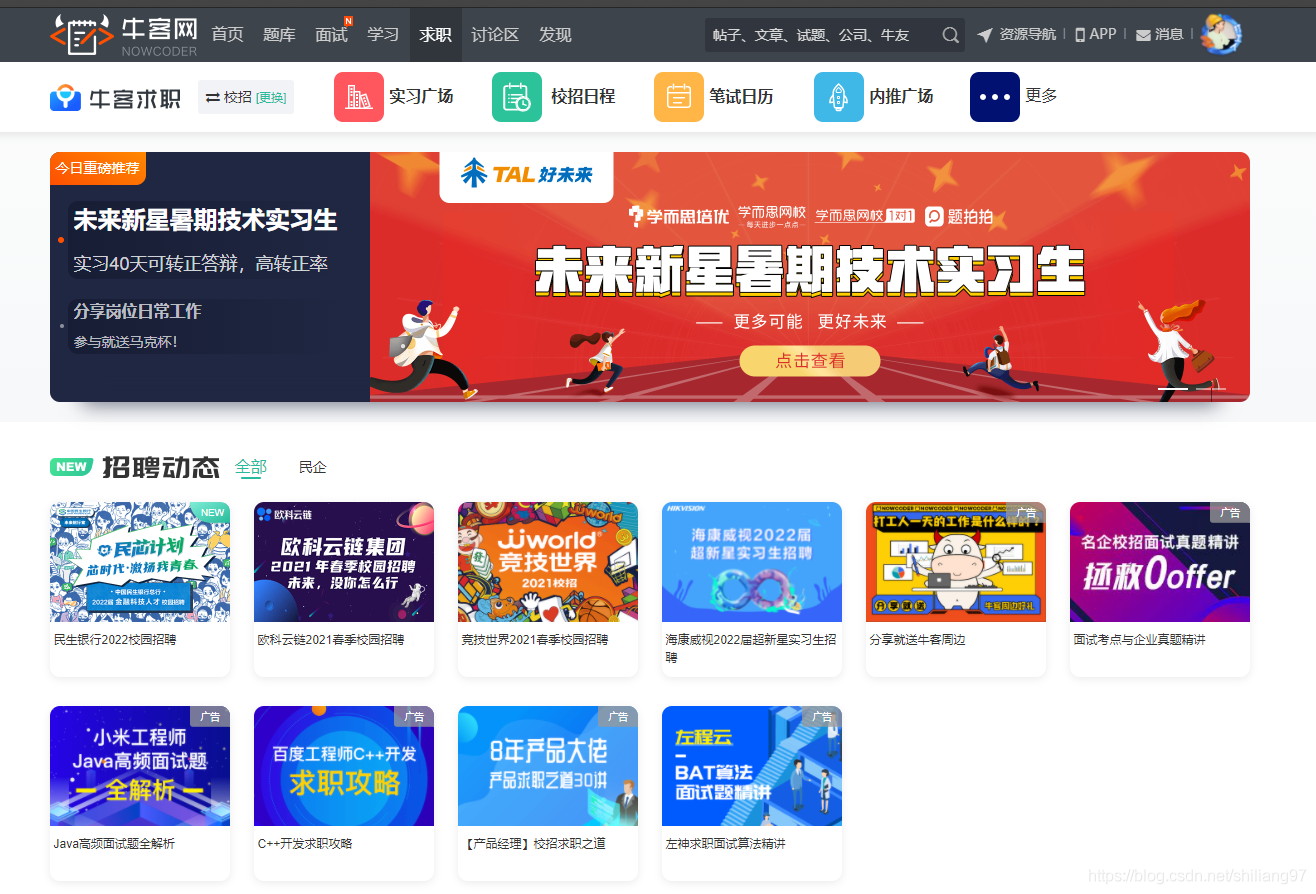 牛客网
NOWCODER
首页 题库 面试 N 学习 求职 讨论区 发现
帖子、文章、试题、公司、牛友
资源导航 APP 消息
牛客求职
校招 [更换]
实习广场 校招日程 笔试日历 内推广场 更多
今日重磅推荐
未来新星暑期技术实习生
实习40天可转正答辩，高转正率
分享岗位日常工作
参与就送马克杯！
TAL 好未来
学而思培优 学而思网校 每天进步一点点 学而思网校 1对1 题拍拍
未来新星暑期技术实习生
更多可能 更好未来
点击查看
NEW 招聘动态 全部 民企
NEW
民芯计划
芯时代·激扬我青春
·中国民生银行总行·
2022届 金融科技人才 校园招聘
民生银行2022校园招聘
欧科云链
欧科云链集团
2021年春季校园招聘
未来，没你怎么行
欧科云链2021春季校园招聘
JJworld
竞技世界
2021校招
竞技世界2021春季校园招聘
HIKVISION
海康威视2022届
超新星实习生招聘
海康威视2022届超新星实习生招
聘
NOWCODER NOWCODER NOWCODER
广告
打工人一天的工作是什么样的
分享就送
牛客周边好礼
分享就送牛客周边
广告
名企校招面试真题精讲
拯救0offer
面试考点与企业真题精讲
广告
小米工程师
Java高频面试题
全解析
Java高频面试题全解析
广告
百度工程师C++开发
求职攻略
C++开发求职攻略
广告
8年产品大佬
产品求职之道30讲
【产品经理】校招求职之道
广告
左程云
BAT算法
面试题精讲
左神求职面试算法精讲
https://blog.csdn.net/shiliang97